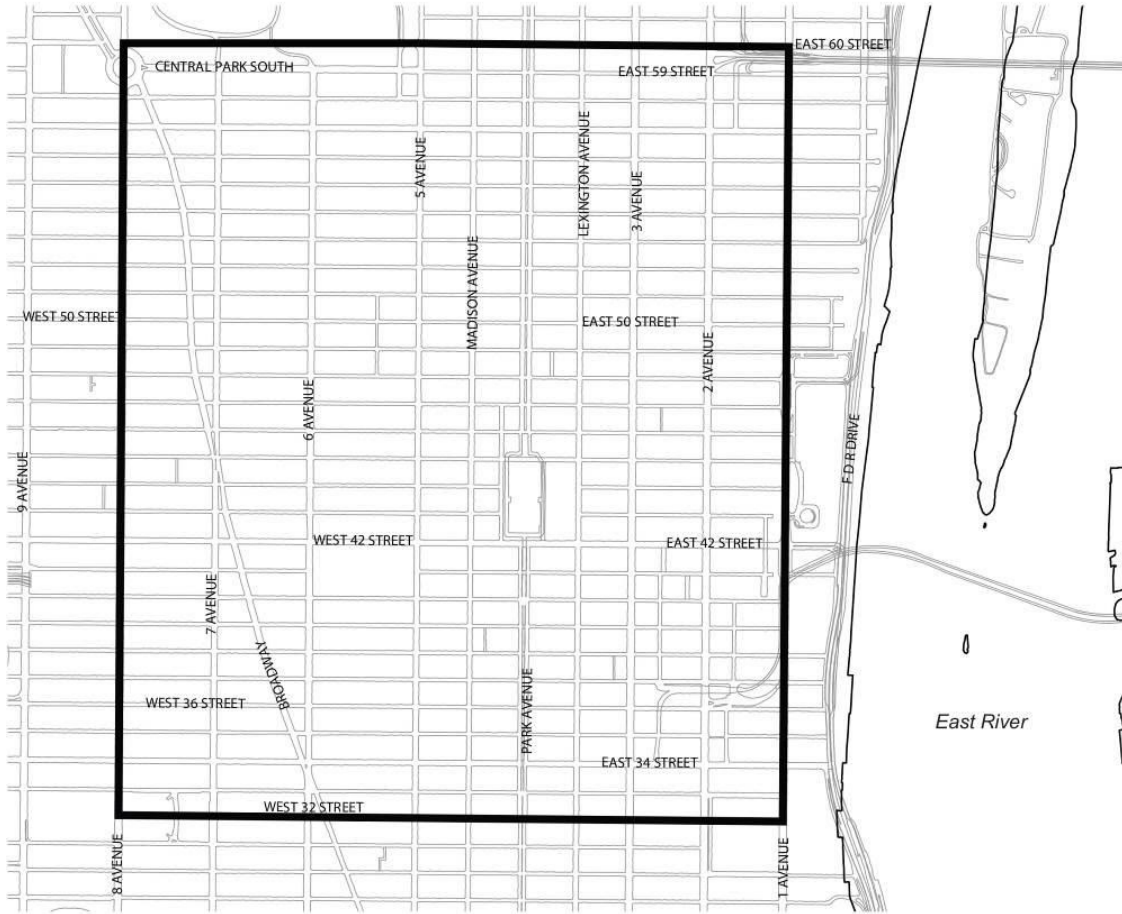 EAST 60 STREET
CENTRAL PARK SOUTH
EAST 59 STREET
5 AVENUE
LEXINGTON AVENUE
3 AVENUE
MADISON AVENUE
WEST 50 STREET
EAST 50 STREET
2 AVENUE
6 AVENUE
9 AVENUE
F D R DRIVE
WEST 42 STREET
EAST 42 STREET
7 AVENUE
BROADWAY
WEST 36 STREET
PARK AVENUE
East River
EAST 34 STREET
WEST 32 STREET
8 AVENUE
1 AVENUE